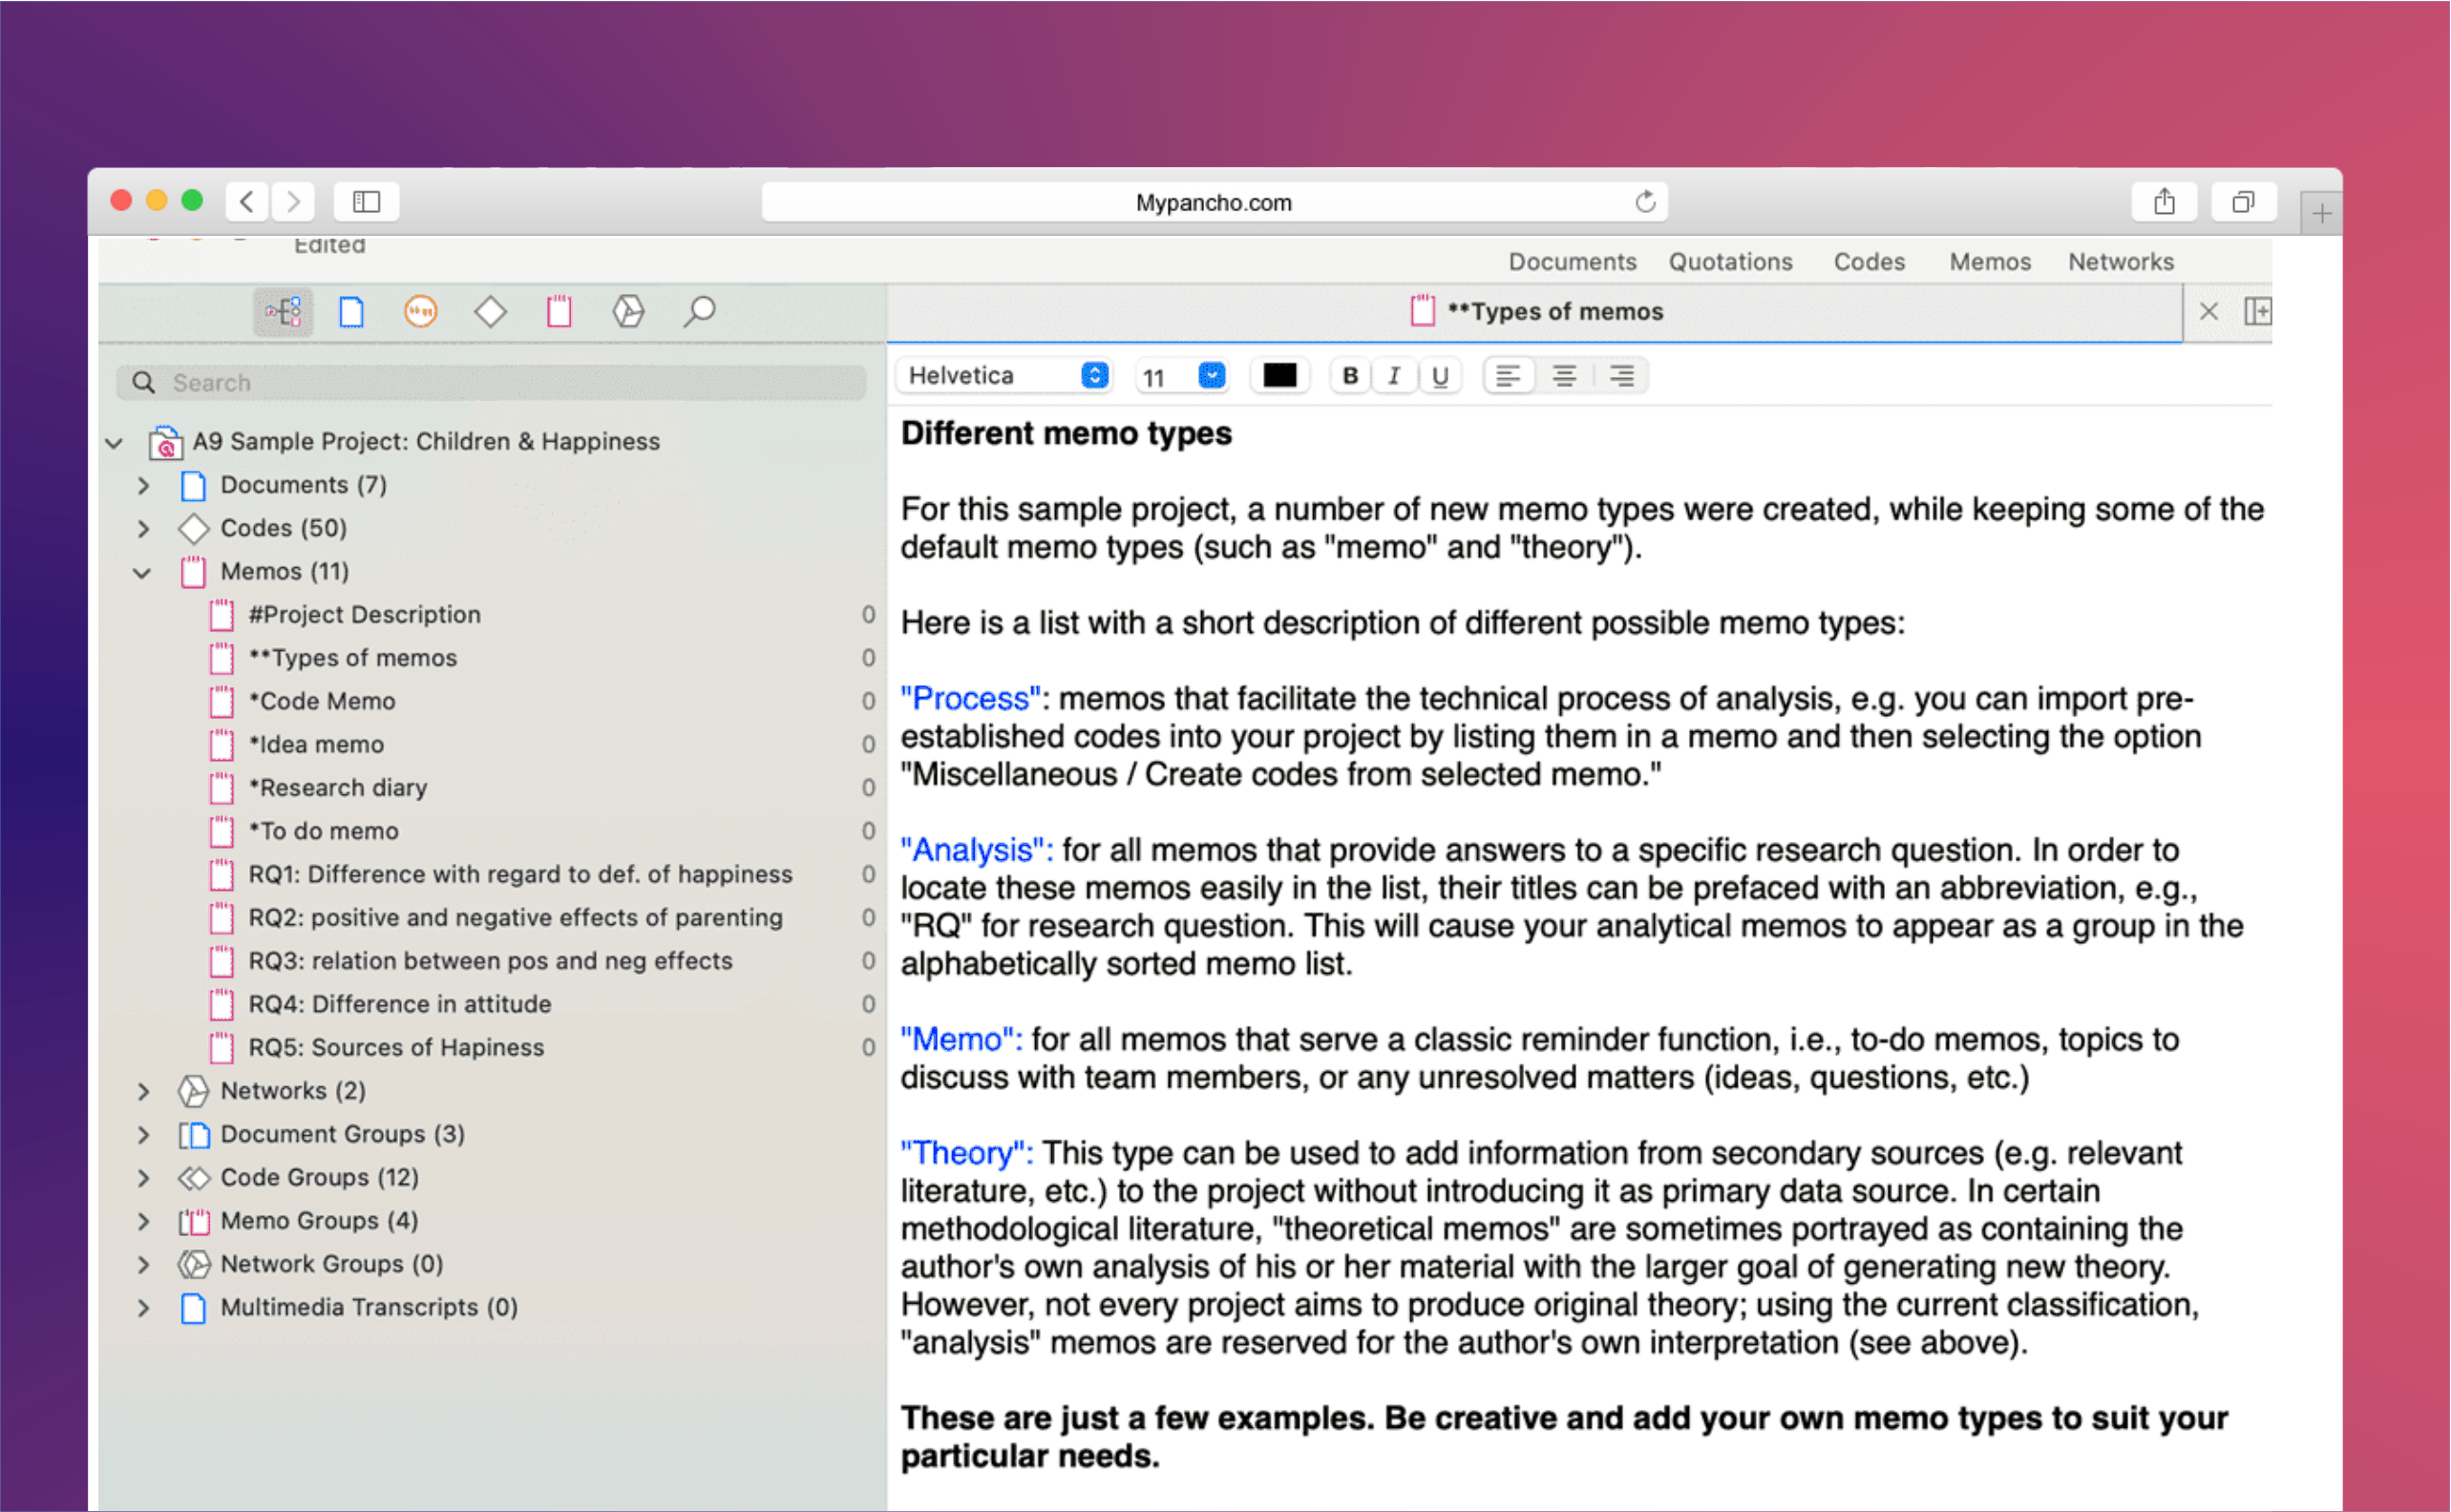 Mypancho.com
Edited
Documents Quotations Codes Memos Networks
**Types of memos
Search
Helvetica 11 B I U
A9 Sample Project: Children & Happiness
Documents (7)
Codes (50)
Memos (11)
#Project Description 0
**Types of memos 0
*Code Memo 0
*Idea memo 0
*Research diary 0
*To do memo 0
RQ1: Difference with regard to def. of happiness 0
RQ2: positive and negative effects of parenting 0
RQ3: relation between pos and neg effects 0
RQ4: Difference in attitude 0
RQ5: Sources of Hapiness 0
Networks (2)
Document Groups (3)
Code Groups (12)
Memo Groups (4)
Network Groups (0)
Multimedia Transcripts (0)
Different memo types
For this sample project, a number of new memo types were created, while keeping some of the
default memo types (such as "memo" and "theory").
Here is a list with a short description of different possible memo types:
"Process": memos that facilitate the technical process of analysis, e.g. you can import pre-
established codes into your project by listing them in a memo and then selecting the option
"Miscellaneous / Create codes from selected memo."
"Analysis": for all memos that provide answers to a specific research question. In order to
locate these memos easily in the list, their titles can be prefaced with an abbreviation, e.g.,
"RQ" for research question. This will cause your analytical memos to appear as a group in the
alphabetically sorted memo list.
"Memo": for all memos that serve a classic reminder function, i.e., to-do memos, topics to
discuss with team members, or any unresolved matters (ideas, questions, etc.)
"Theory": This type can be used to add information from secondary sources (e.g. relevant
literature, etc.) to the project without introducing it as primary data source. In certain
methodological literature, "theoretical memos" are sometimes portrayed as containing the
author's own analysis of his or her material with the larger goal of generating new theory.
However, not every project aims to produce original theory; using the current classification,
"analysis" memos are reserved for the author's own interpretation (see above).
These are just a few examples. Be creative and add your own memo types to suit your
particular needs.